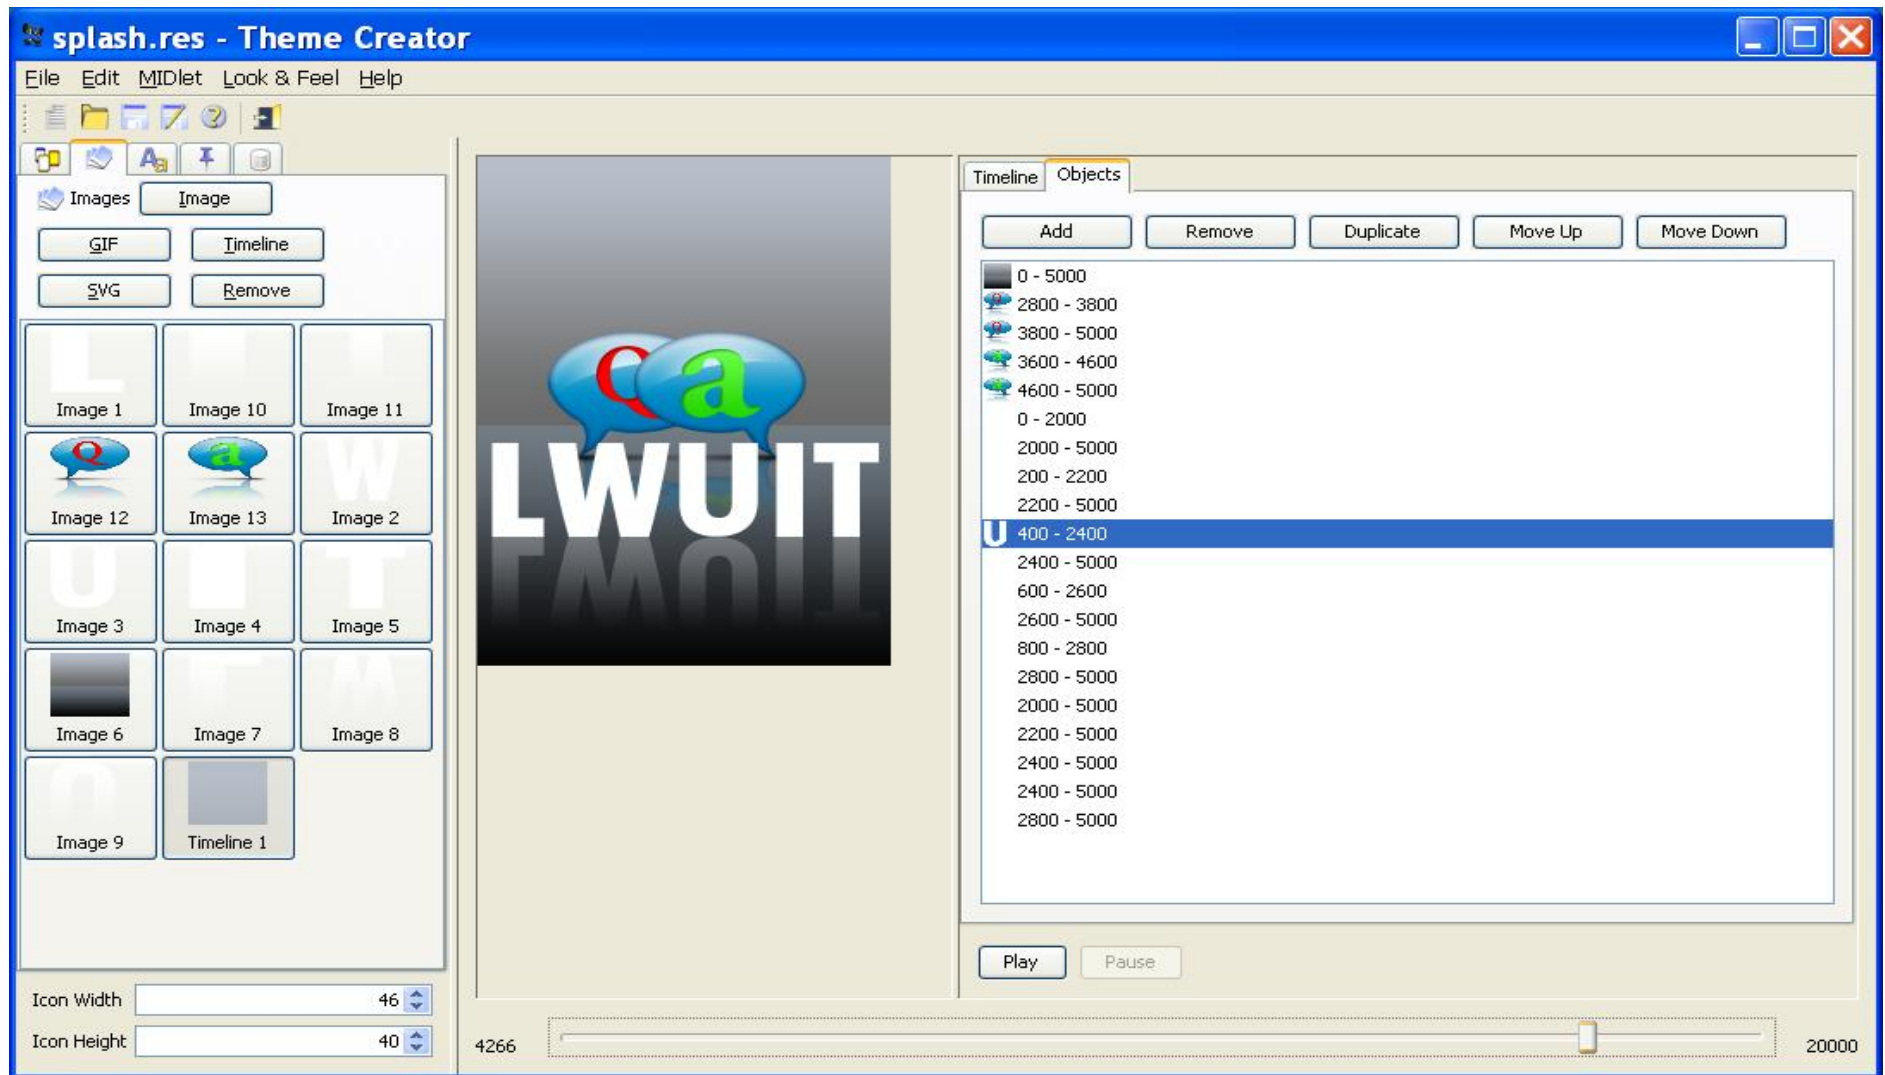 splash.res - Theme Creator
File Edit MIDlet Look & Feel Help
Images Image
GIF Timeline
SVG Remove
Image 1 Image 10 Image 11
Image 12 Image 13 Image 2
Image 3 Image 4 Image 5
Image 6 Image 7 Image 8
Image 9 Timeline 1
Icon Width 46
Icon Height 40
Q a
LWUIT
Timeline Objects
Add Remove Duplicate Move Up Move Down
0 - 5000
2800 - 3800
3800 - 5000
3600 - 4600
4600 - 5000
0 - 2000
2000 - 5000
200 - 2200
2200 - 5000
U 400 - 2400
2400 - 5000
600 - 2600
2600 - 5000
800 - 2800
2800 - 5000
2000 - 5000
2200 - 5000
2400 - 5000
2400 - 5000
2800 - 5000
Play Pause
4266 20000